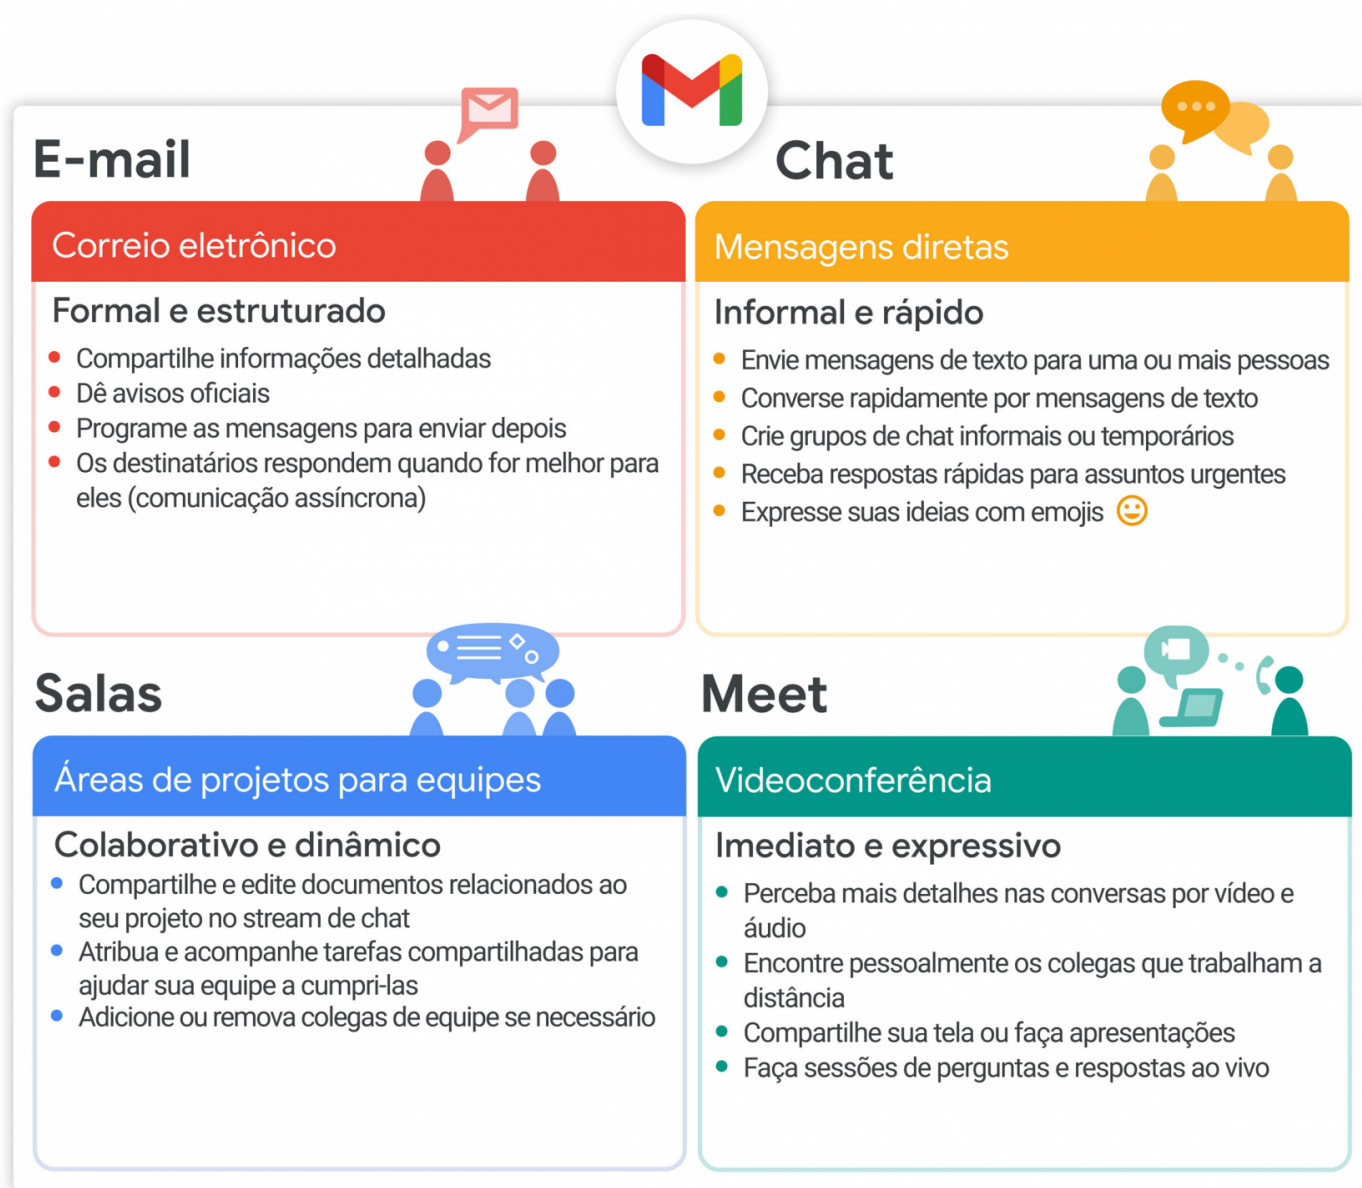 E-mail
Correio eletrônico
Formal e estruturado
Compartilhe informações detalhadas
Dê avisos oficiais
Programe as mensagens para enviar depois
Os destinatários respondem quando for melhor para
eles (comunicação assíncrona)
Chat
Mensagens diretas
Informal e rápido
Envie mensagens de texto para uma ou mais pessoas
Converse rapidamente por mensagens de texto
Crie grupos de chat informais ou temporários
Receba respostas rápidas para assuntos urgentes
Expresse suas ideias com emojis
Salas
Áreas de projetos para equipes
Colaborativo e dinâmico
Compartilhe e edite documentos relacionados ao
seu projeto no stream de chat
Atribua e acompanhe tarefas compartilhadas para
ajudar sua equipe a cumpri-las
Adicione ou remova colegas de equipe se necessário
Meet
Videoconferência
Imediato e expressivo
Perceba mais detalhes nas conversas por vídeo e
áudio
Encontre pessoalmente os colegas que trabalham a
distância
Compartilhe sua tela ou faça apresentações
Faça sessões de perguntas e respostas ao vivo